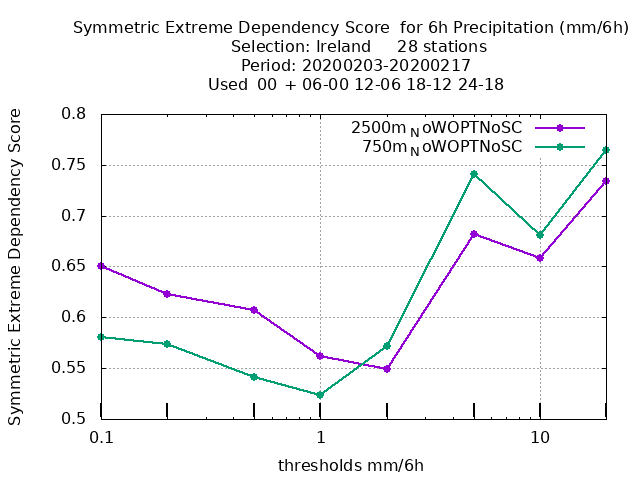 Symmetric Extreme Dependency Score  for 6h Precipitation (mm/6h)
Selection: Ireland     28 stations
Period: 20200203-20200217
Used  00 + 06-00 12-06 18-12 24-18
Symmetric Extreme Dependency Score
0.8
0.75
0.7
0.65
0.6
0.55
0.5
2500m_NoWOPTNoSC
750m_NoWOPTNoSC
0.1 1 10
thresholds mm/6h